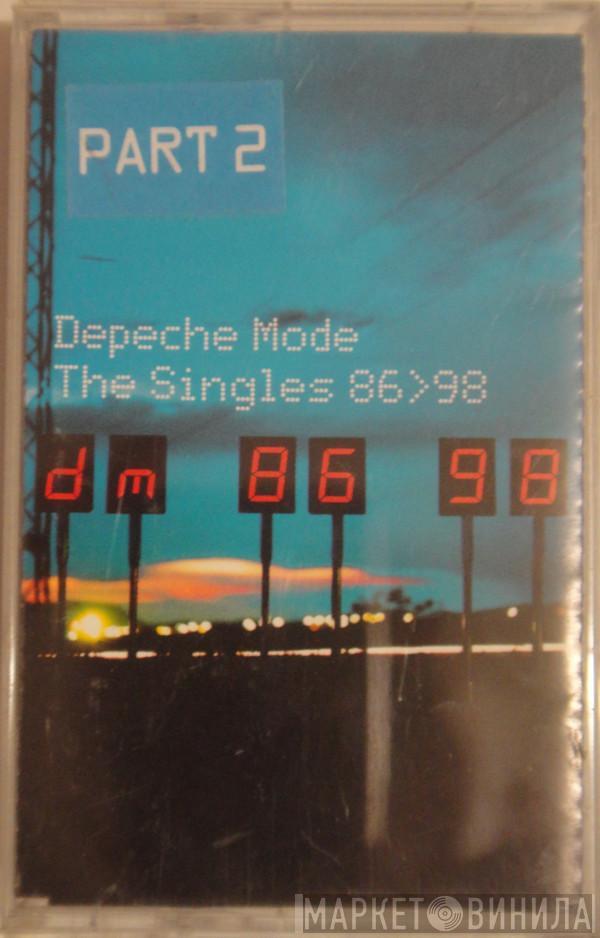 PART 2
Depeche Mode
The Singles 86>98
dm 86 98
МАРКЕТ ВИНИЛА